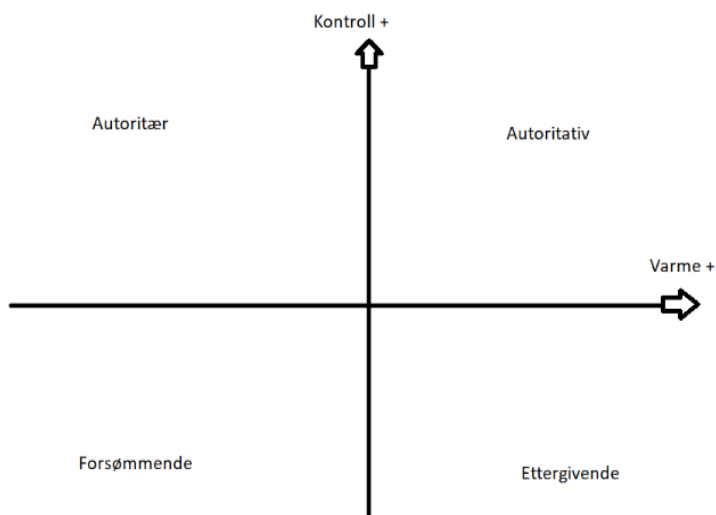 Kontroll +
Autoritær
Autoritativ
Varme +
Forsømmende
Ettergivende